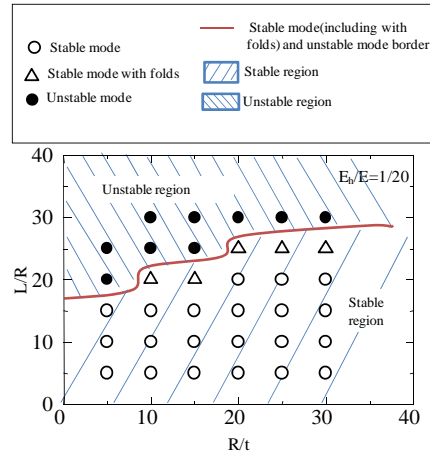 Stable mode
Stable mode with folds
Unstable mode
Stable mode(including with
folds) and unstable mode border
Stable region
Unstable region
40
30
20
10
0
L/R
Unstable region
E_h/E=1/20
Stable
region
0
10
20
30
40
R/t